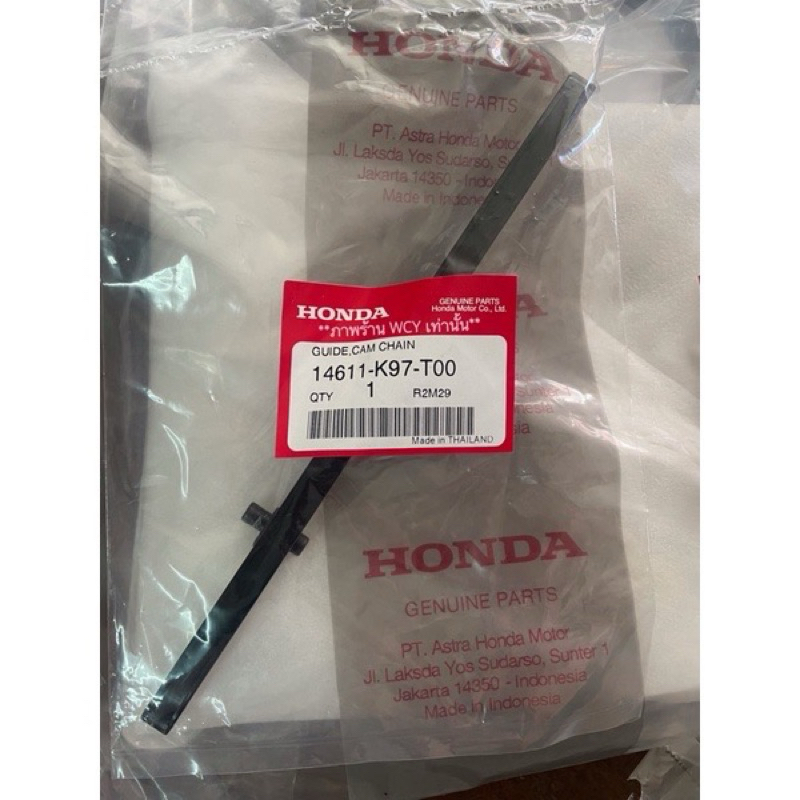 HONDA
GENUINE PARTS
PT. Astra Honda Motor
Jl. Laksda Yos Sudarso,
Jakarta 14350 - Indo
Made in Indones
HONDA
GENUINE PARTS
Honda Motor Co., Ltd.
**ภาพร้าน WCY เท่านั้น**
GUIDE,CAM CHAIN
14611-K97-T00
QTY 1 R2M29
Made in THAILAND
HONDA
GENUINE PARTS
PT. Astra Honda Motor
Jl. Laksda Yos Sudarso, Sunter 1
Jakarta 14350 - Indonesia
Made in Indonesia